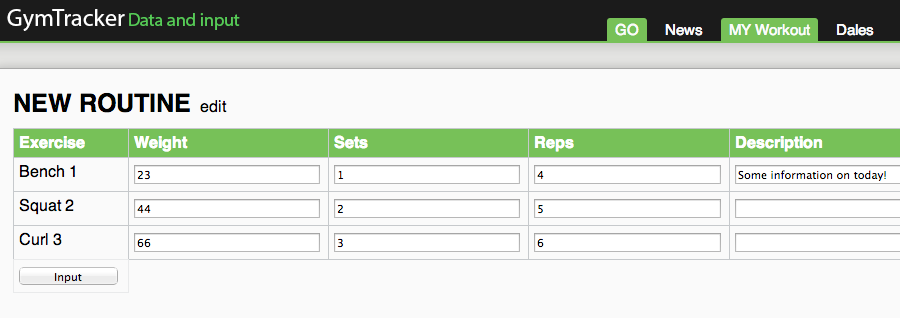 GymTracker Data and input
GO News MY Workout Dales
NEW ROUTINE edit
Exercise Weight Sets Reps Description
Bench 1 23 1 4 Some information on today!
Squat 2 44 2 5
Curl 3 66 3 6
Input